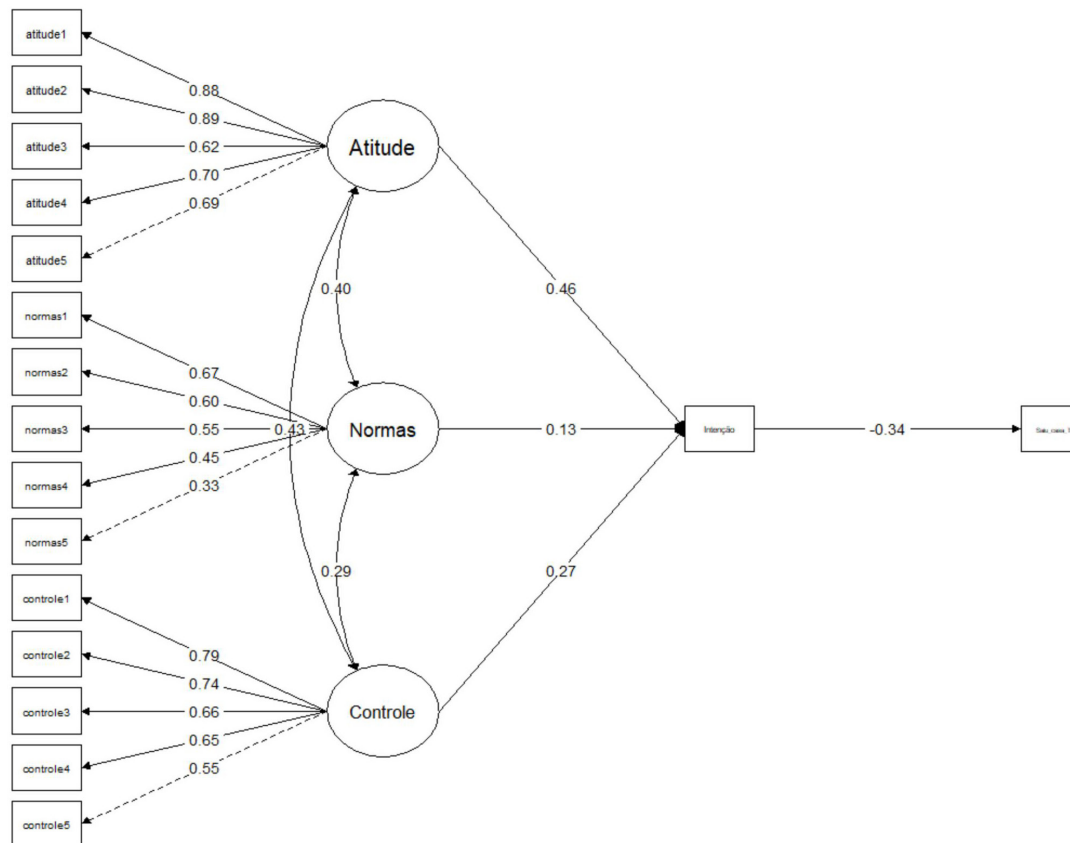 atitude1
atitude2
atitude3
atitude4
atitude5
normas1
normas2
normas3
normas4
normas5
controle1
controle2
controle3
controle4
controle5
0.88
0.89
0.62
0.70
0.69
0.67
0.60
0.55
0.45
0.33
0.79
0.74
0.66
0.65
0.55
Atitude
Normas
Controle
0.40
0.43
0.29
0.46
0.13
0.27
Intenção
-0.34